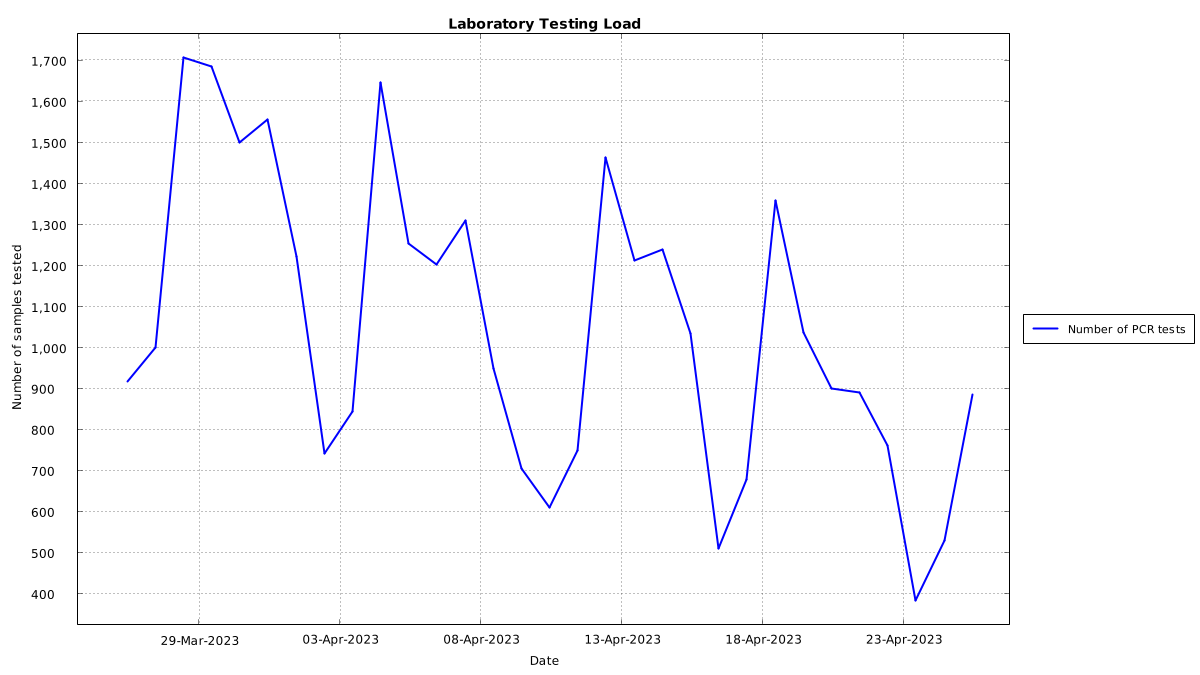 Laboratory Testing Load
1,700
1,600
1,500
1,400
1,300
1,200
1,100
1,000
900
800
700
600
500
400
Number of samples tested
29-Mar-2023 03-Apr-2023 08-Apr-2023 13-Apr-2023 18-Apr-2023 23-Apr-2023
Date
Number of PCR tests